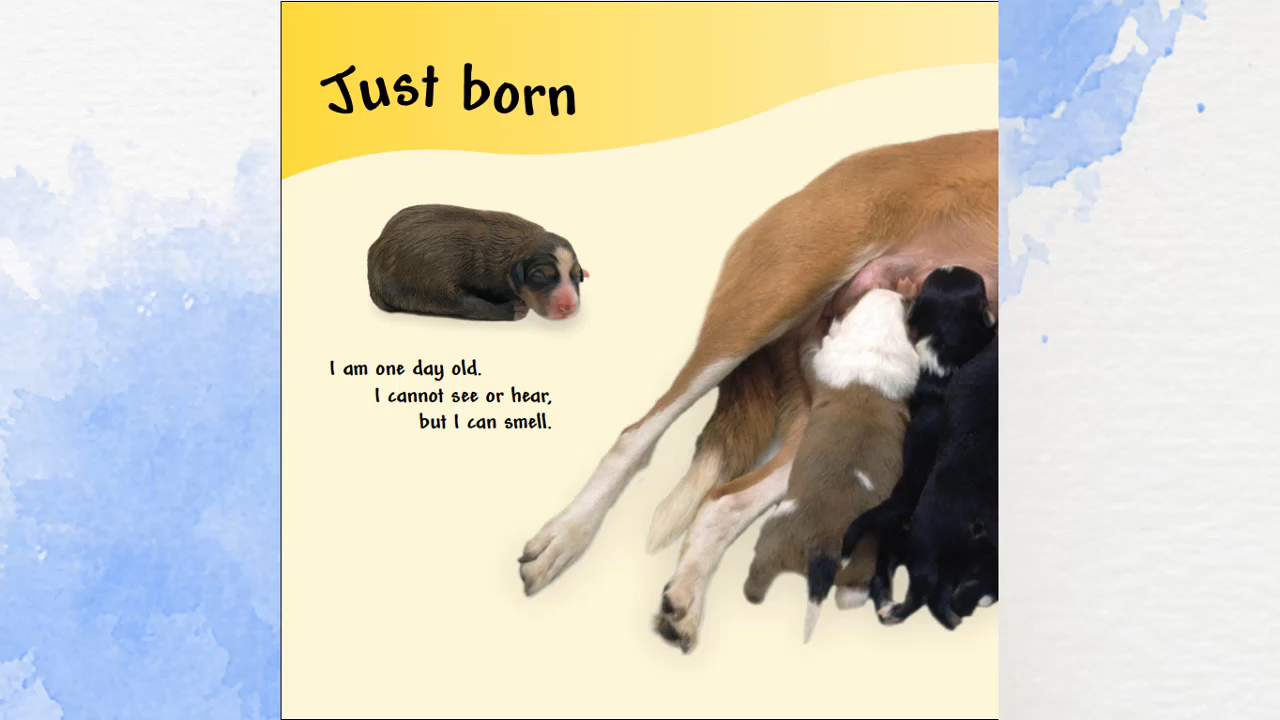 Just born
I am one day old.
I cannot see or hear,
but I can smell.